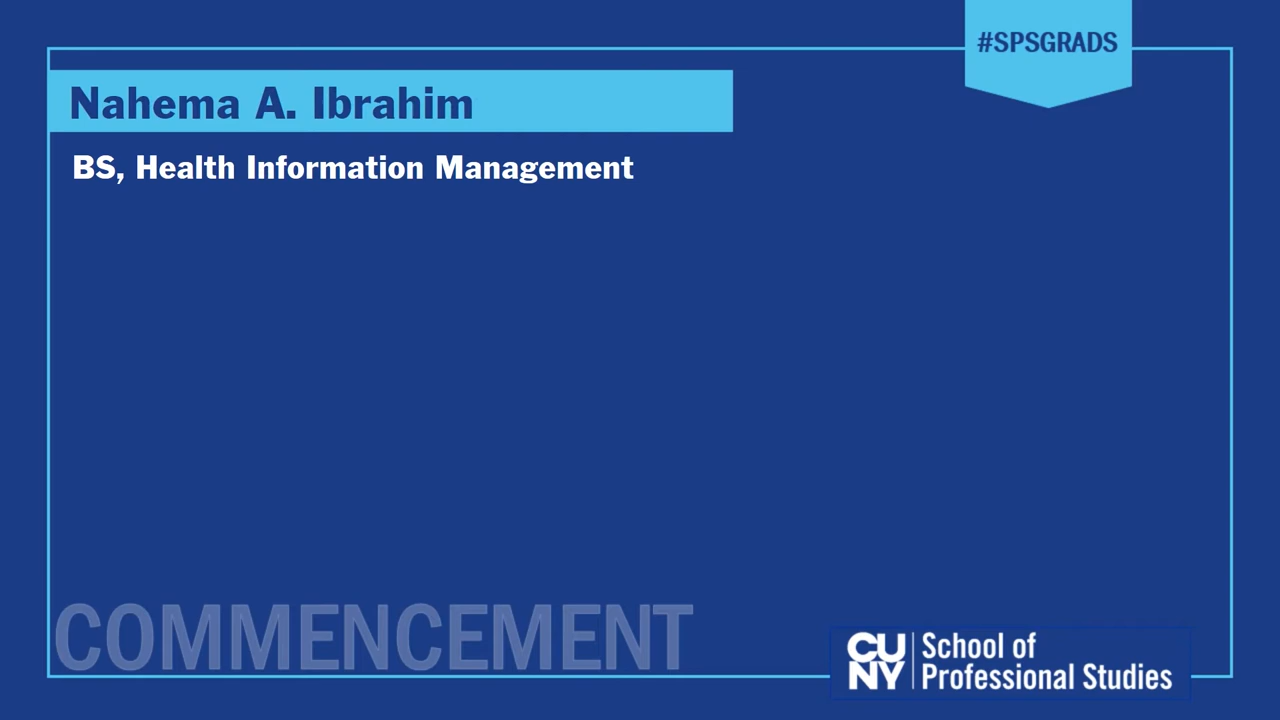 #SPSGRADS
Nahema A. Ibrahim
BS, Health Information Management
COMMENCEMENT
CU
NY
School of
Professional Studies